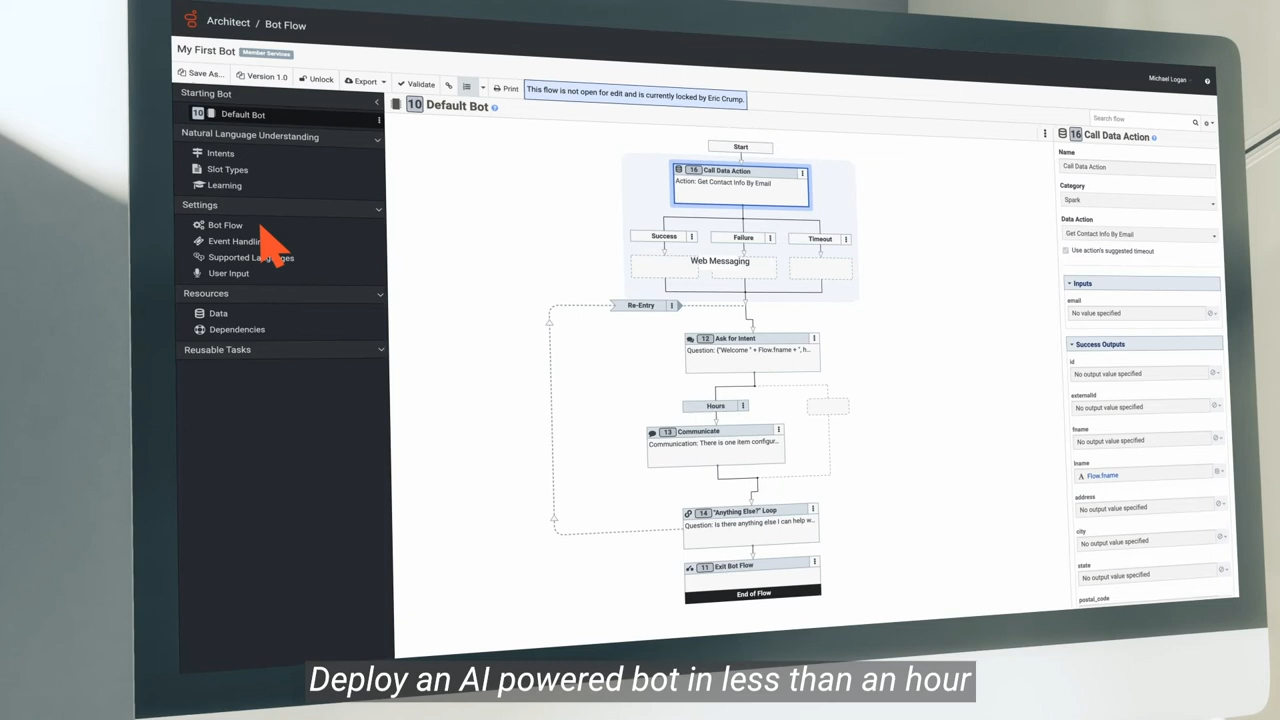 Architect / Bot Flow
My First Bot Member Services
Michael Logan
Save As... Version 1.0 Unlock Export Validate Print
This flow is not open for edit and is currently locked by Eric Crump.
Search flow
Starting Bot
10 Default Bot
Natural Language Understanding
Intents
Slot Types
Learning
Settings
Bot Flow
Event Handlin
Supported Languages
User Input
Resources
Data
Dependencies
Reusable Tasks
10 Default Bot
Start
16 Call Data Action
Action: Get Contact Info By Email
Success Failure Timeout
Web Messaging
Re-Entry
12 Ask for Intent
Question: {"Welcome " + Flow.fname + ", h...
Hours
13 Communicate
Communication: There is one item configur...
14 "Anything Else?" Loop
Question: Is there anything else I can help w...
11 Exit Bot Flow
End of Flow
16 Call Data Action
Name
Call Data Action
Category
Spark
Data Action
Get Contact Info By Email
Use action's suggested timeout
Inputs
email
No value specified
Success Outputs
id
No output value specified
externalId
No output value specified
fname
No output value specified
lname
A Flow.fname
address
No output value specified
city
No output value specified
state
No output value specified
postal_code
Deploy an AI powered bot in less than an hour